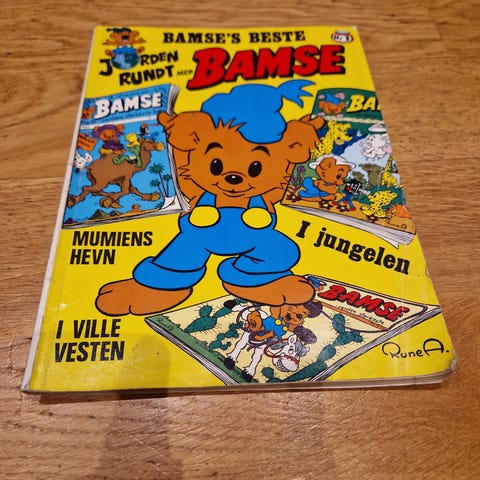 BAMSE'S BESTE
nr. 1
JORDEN
RUNDT MED
BAMSE
BAMSE
BA
MUMIENS
HEVN
I jungelen
BAMSE
I VILLE
VESTEN
Rune A.